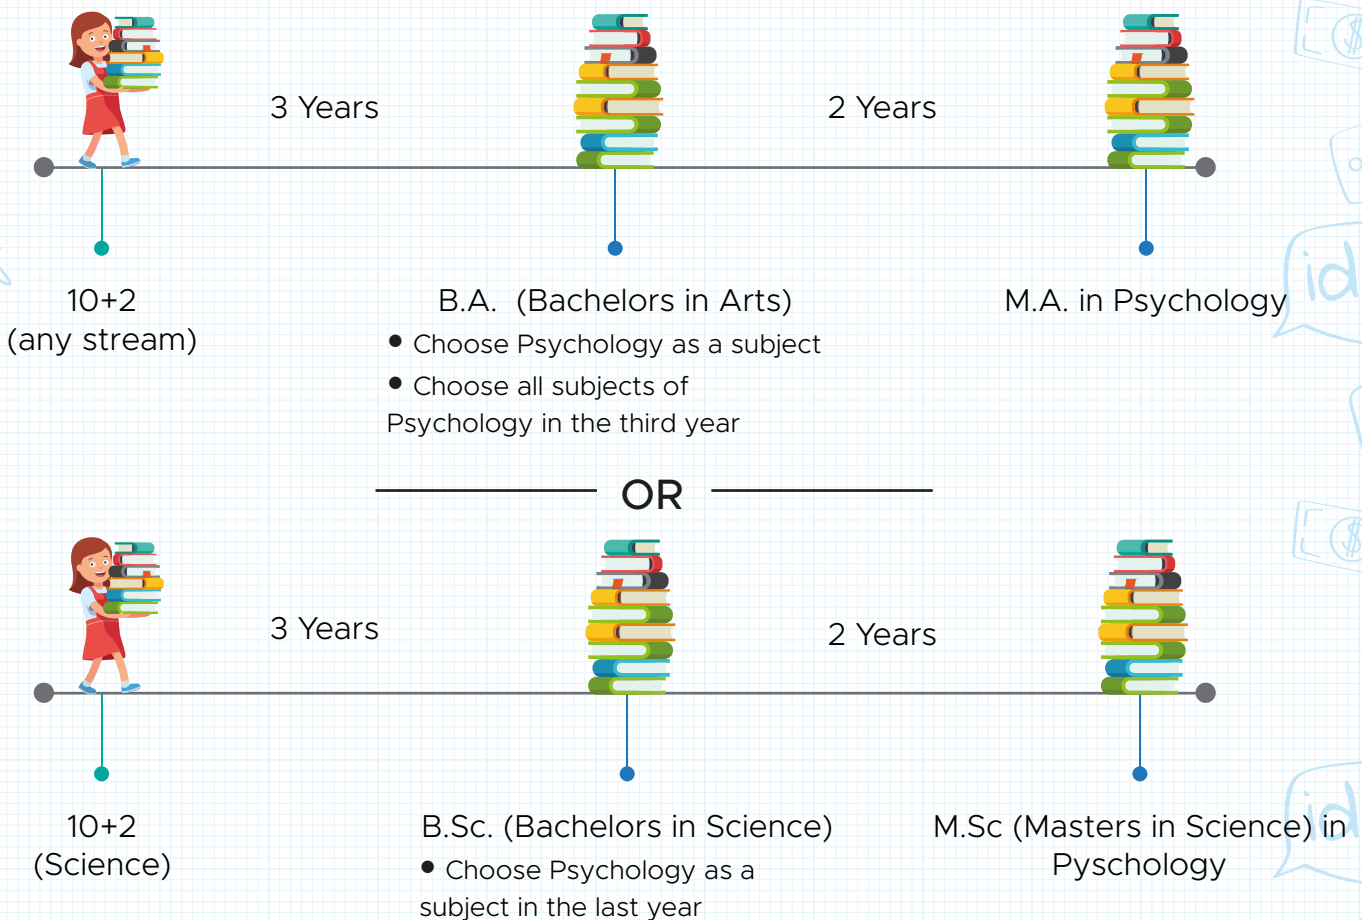 3 Years
2 Years
10+2
(any stream)
B.A. (Bachelors in Arts)
• Choose Psychology as a subject
• Choose all subjects of
Psychology in the third year
M.A. in Psychology
id
OR
3 Years
2 Years
10+2
(Science)
B.Sc. (Bachelors in Science)
• Choose Psychology as a
subject in the last year
M.Sc (Masters in Science) in
Pyschology
id